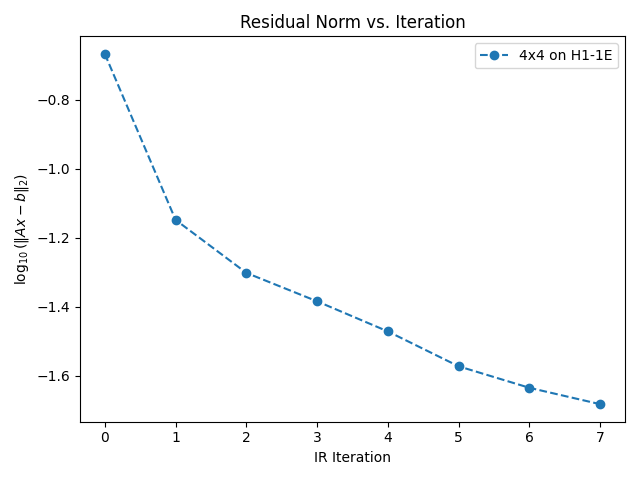 Residual Norm vs. Iteration
4x4 on H1-1E
log₁₀(‖Ax − b‖₂)
−0.8
−1.0
−1.2
−1.4
−1.6
0 1 2 3 4 5 6 7
IR Iteration